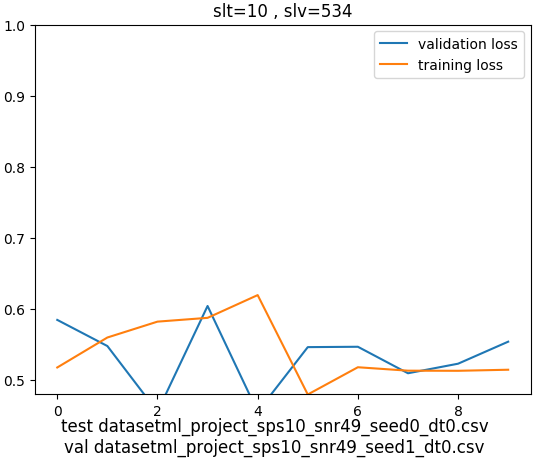 slt=10 , slv=534
1.0
validation loss
training loss
0.9
0.8
0.7
0.6
0.5
0 2 4 6 8
test datasetml_project_sps10_snr49_seed0_dt0.csv
val datasetml_project_sps10_snr49_seed1_dt0.csv